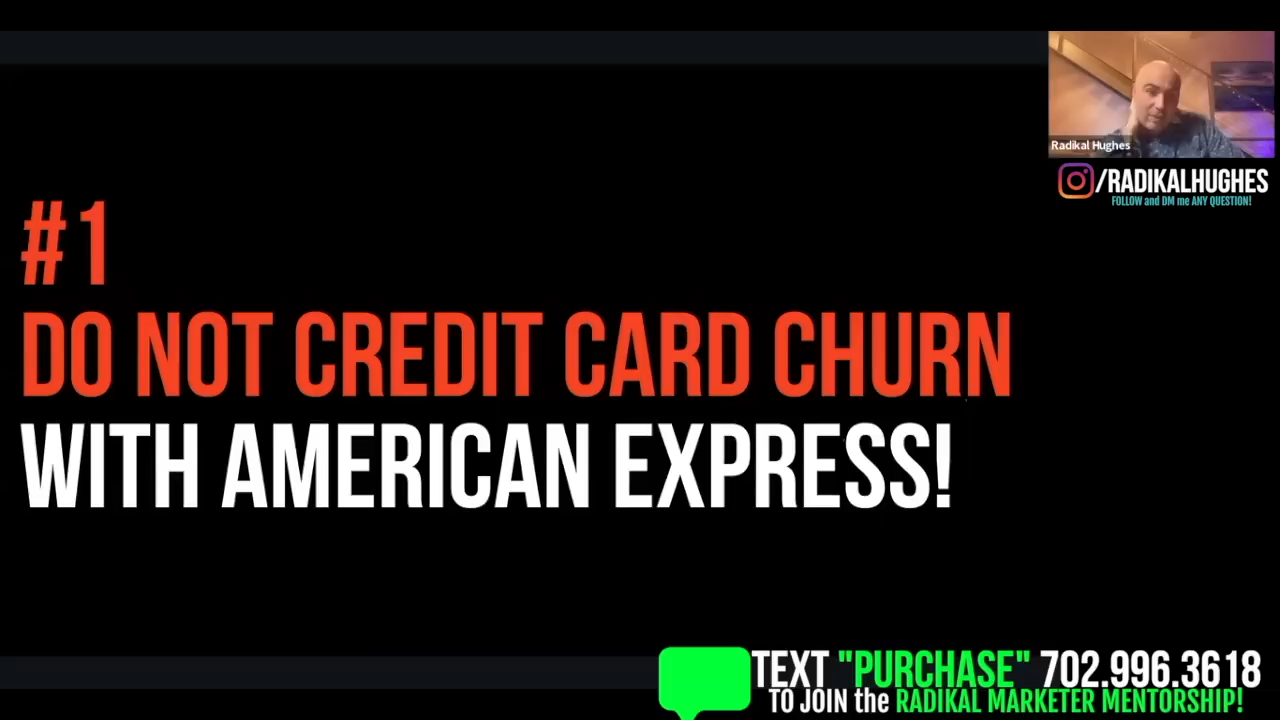 Radikal Hughes
/RADIKALHUGHES
FOLLOW and DM me ANY QUESTION!
#1
DO NOT CREDIT CARD CHURN
WITH AMERICAN EXPRESS!
TEXT "PURCHASE" 702.996.3618
TO JOIN the RADIKAL MARKETER MENTORSHIP!